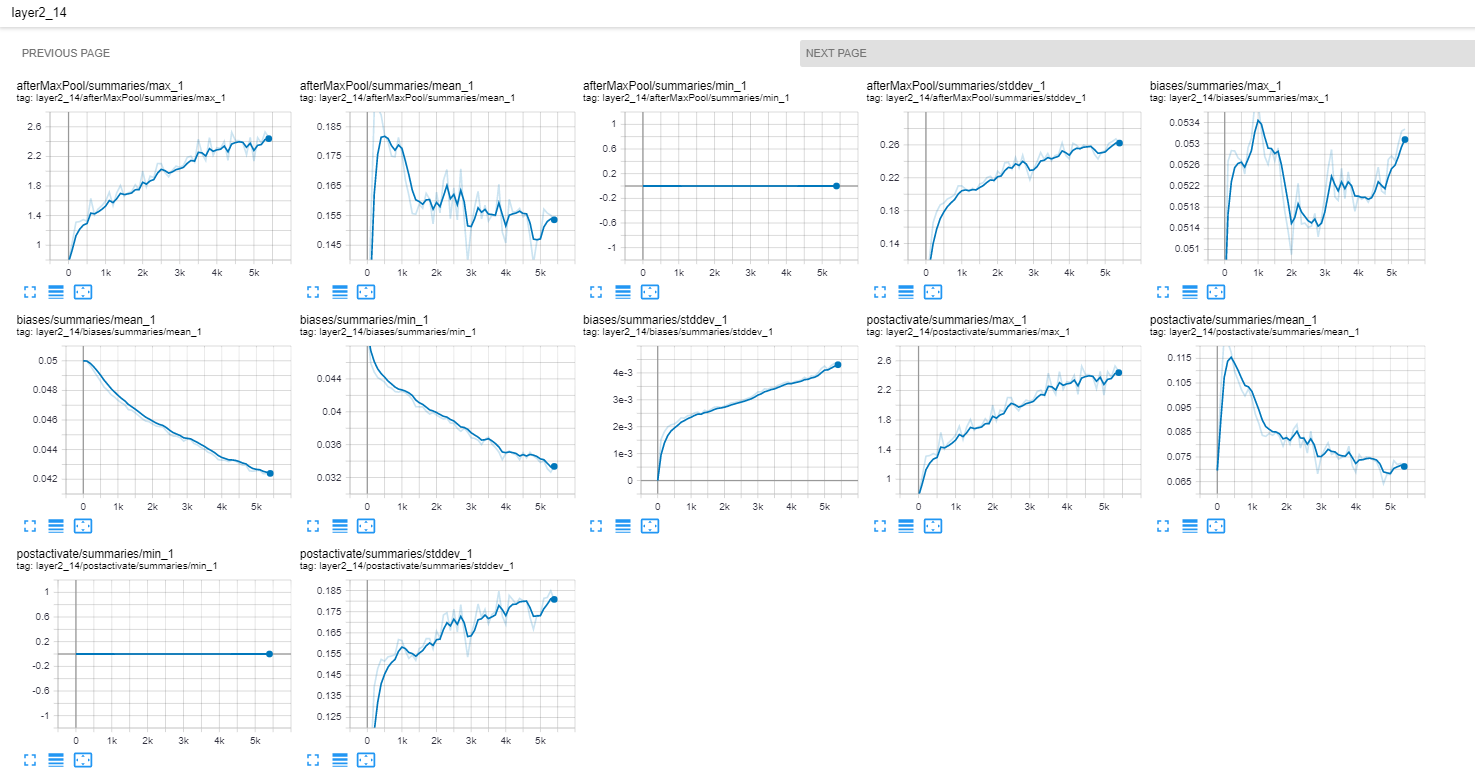 layer2_14
PREVIOUS PAGE
NEXT PAGE
afterMaxPool/summaries/max_1
tag: layer2_14/afterMaxPool/summaries/max_1
2.6
2.2
1.8
1.4
1
0 1k 2k 3k 4k 5k
afterMaxPool/summaries/mean_1
tag: layer2_14/afterMaxPool/summaries/mean_1
0.185
0.175
0.165
0.155
0.145
0 1k 2k 3k 4k 5k
afterMaxPool/summaries/min_1
tag: layer2_14/afterMaxPool/summaries/min_1
1
0.6
0.2
-0.2
-0.6
-1
0 1k 2k 3k 4k 5k
afterMaxPool/summaries/stddev_1
tag: layer2_14/afterMaxPool/summaries/stddev_1
0.26
0.22
0.18
0.14
0 1k 2k 3k 4k 5k
biases/summaries/max_1
tag: layer2_14/biases/summaries/max_1
0.0534
0.053
0.0526
0.0522
0.0518
0.0514
0.051
0 1k 2k 3k 4k 5k
biases/summaries/mean_1
tag: layer2_14/biases/summaries/mean_1
0.05
0.048
0.046
0.044
0.042
0 1k 2k 3k 4k 5k
biases/summaries/min_1
tag: layer2_14/biases/summaries/min_1
0.044
0.04
0.036
0.032
0 1k 2k 3k 4k 5k
biases/summaries/stddev_1
tag: layer2_14/biases/summaries/stddev_1
4e-3
3e-3
2e-3
1e-3
0
0 1k 2k 3k 4k 5k
postactivate/summaries/max_1
tag: layer2_14/postactivate/summaries/max_1
2.6
2.2
1.8
1.4
1
0 1k 2k 3k 4k 5k
postactivate/summaries/mean_1
tag: layer2_14/postactivate/summaries/mean_1
0.115
0.105
0.095
0.085
0.075
0.065
0 1k 2k 3k 4k 5k
postactivate/summaries/min_1
tag: layer2_14/postactivate/summaries/min_1
1
0.6
0.2
-0.2
-0.6
-1
0 1k 2k 3k 4k 5k
postactivate/summaries/stddev_1
tag: layer2_14/postactivate/summaries/stddev_1
0.185
0.175
0.165
0.155
0.145
0.135
0.125
0 1k 2k 3k 4k 5k